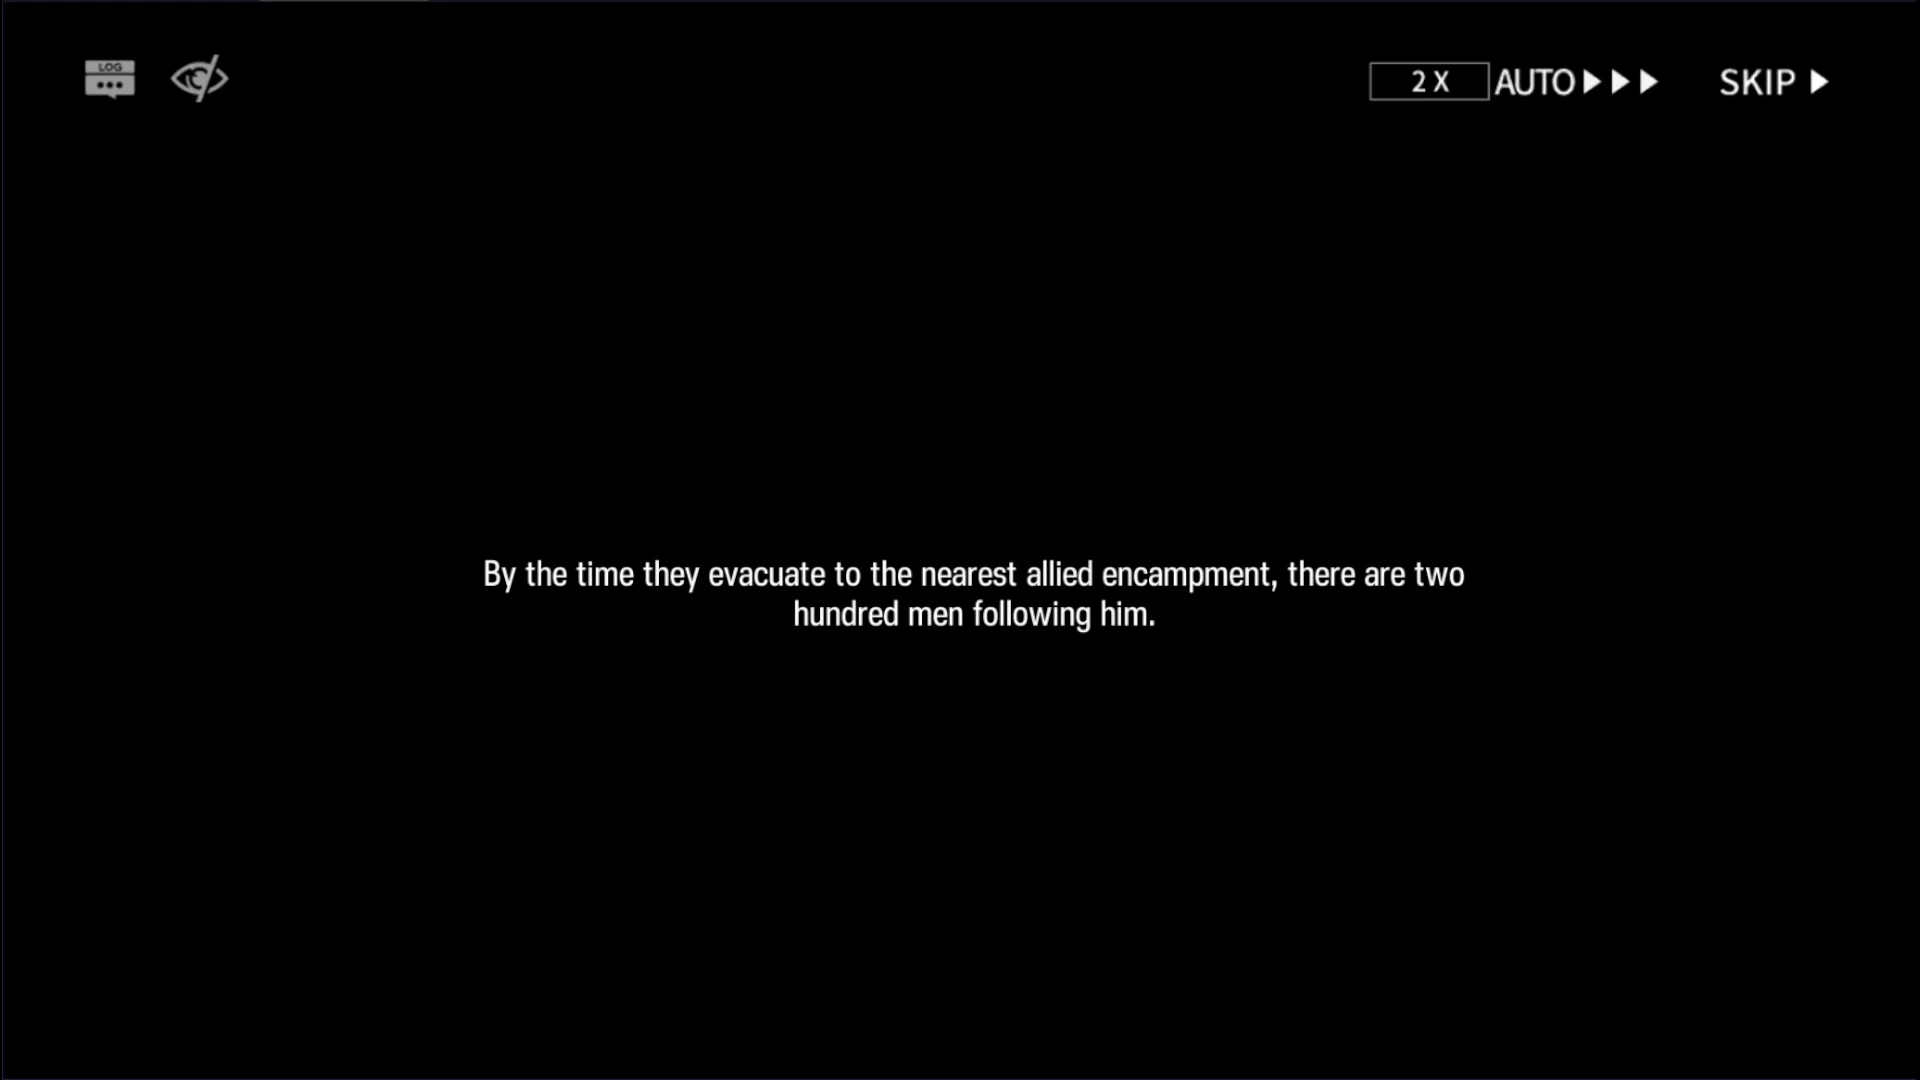 LOG
2 X AUTO SKIP
By the time they evacuate to the nearest allied encampment, there are two
hundred men following him.